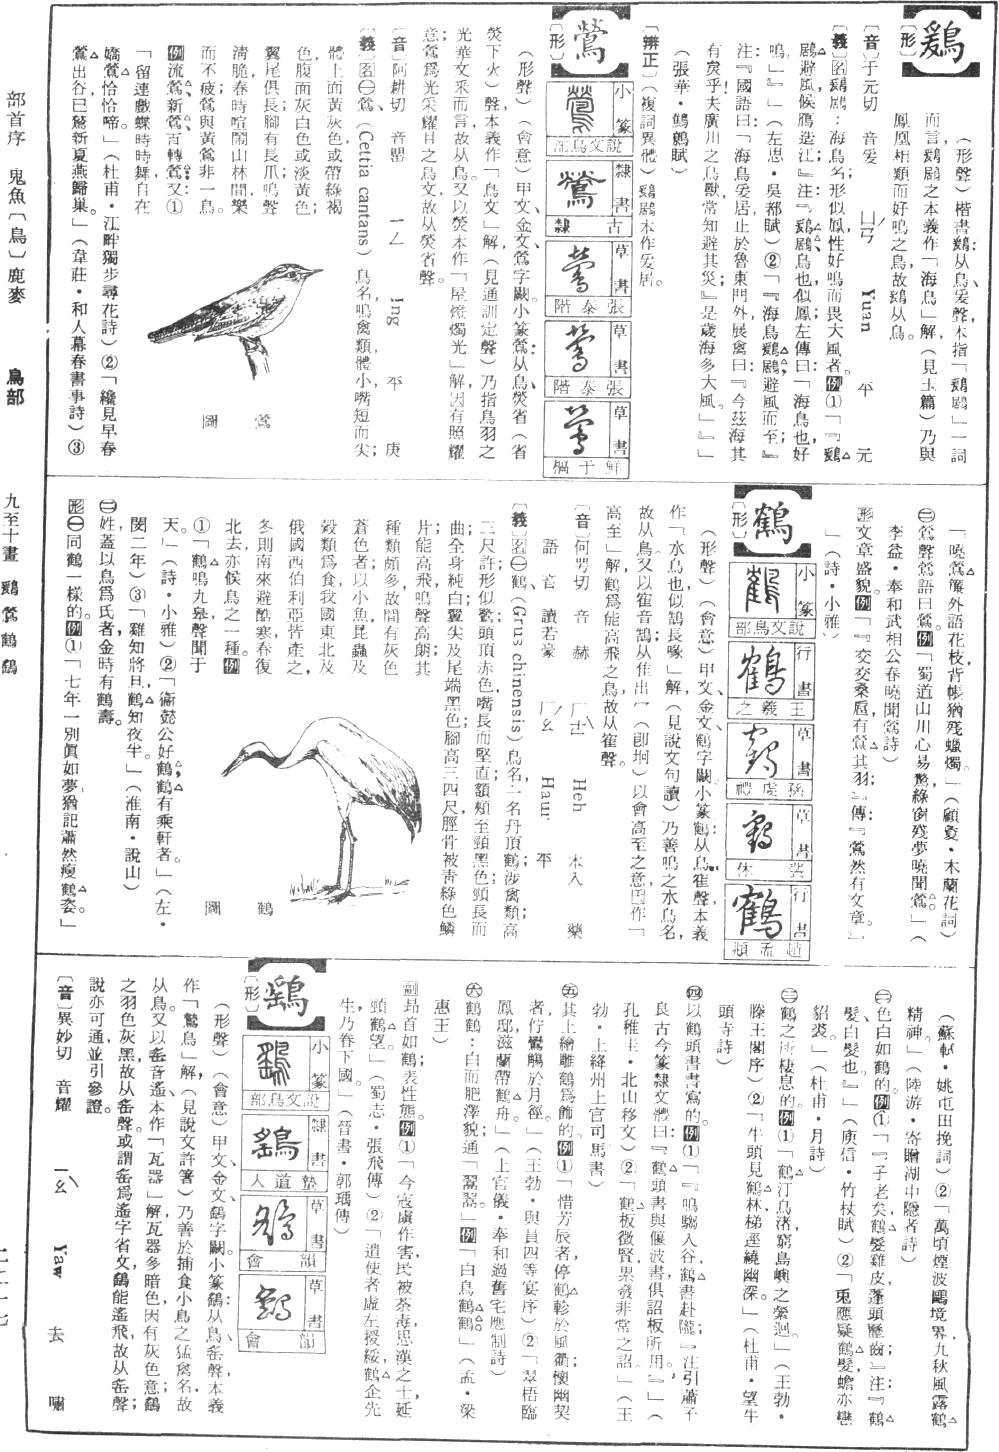 鶢
〔形〕
(形聲)楷書鶢从鳥、爰聲,本指「鶢鶋」一詞
而言,鶢鶋之本義作「海鳥」解(見玉篇)乃與
鳳凰相類而好鳴之鳥,故鶢从鳥。
〔音〕于元切 音爰 ㄩㄢ Yuan 平 元
〔義〕名鶢鶋:海鳥名,形似鳳,性好鳴而畏大風者。例①「『鶢
鶋避風,候鴈造江』注:『鶢鶋,鳥也,似鳳;左傳曰:「海鳥也,好
鳴」』」(左思・吳都賦)②「『海鳥鶢鶋,避風而至;』
注:『國語曰:「海鳥爰居,止於魯東門外,展禽曰:『今茲海其
有災乎?夫廣川之鳥獸,常知避其災;』是歲海多大風。」』」
(張華・鷦鷯賦)
〔辨正〕(複詞異體)鶢鶋本作爰居。
鶯
〔形〕
小篆 說文鳥部
隸書 古隸
草書 張泰階
草書 張泰階
草書 鮮于樞
(形聲)(會意)甲文、金文鶯字闕。小篆鶯:从鳥、熒省(省
熒下火)聲,本義作「鳥文」解(見通訓定聲)乃指鳥羽之
光華文釆而言,故从鳥。又以熒本作「屋燈燭光」解,因有照耀
意;鶯爲光釆耀目之鳥文,故从熒省聲。
〔音〕阿耕切 音罌 ㄧㄥ Ing 平 庚
〔義〕名㊀鶯:(Cettia cantans)鳥名,鳴禽類,體小,嘴短而尖;
體上面黃灰色,或帶綠褐
色;腹面灰白色或淡黃色;
翼尾俱長,腳有長爪,鳴聲
清脆,春時喧鬧山林間,樂
而不疲,鶯與黃鶯非一鳥。
例流鶯,新鶯,百轉鶯;又:①
「留連戲蝶時時舞,自在
嬌鶯恰恰啼。」(杜甫・江畔獨步尋花詩)②「纔見早春
鶯出谷,已驚新夏燕歸巢。」(韋莊・和人暮春書事詩)③
鶯圖
「曉鶯簾外語花枝,背帳猶殘蠟燭。」(顧敻・木蘭花詞)
㊁鶯聲、鶯語曰鶯。例「蜀道山川心易驚,綠窗殘夢曉聞鶯。」(
李益・奉和武相公春曉聞鶯詩)
形文章盛貌。例「『交交桑扈,有鶯其羽;』傳:『鶯然有文章。』
」(詩・小雅)
鶴
〔形〕
小篆 說文鳥部
行書 王羲之
草書 孫虔禮
草書 裴休
行書 趙孟頫
(形聲)(會意)甲文、金文鶴字闕。小篆鶴:从鳥,隺聲,本義
作「水鳥也,似鵠長喙」解(見說文句讀)乃善鳴之水鳥名,
故从鳥。又以隺音鵠,从隹出冖(卽坰)以會高至之意,因作「
高至」解,鶴爲能高飛之鳥,故从隺聲。
〔音〕何咢切 音赫 ㄏㄜˋ Heh 本入 藥
語音 讀若豪 ㄏㄠˊ Haur 平
〔義〕名㊀鶴:(Grus chinensis)鳥名,一名丹頂鶴,涉禽類;高
三尺許,形似鷺,頭頂赤色,嘴長而堅直,額頰至頸黑色,頸長而
曲,全身純白,翼尖及尾端黑色,腳高三四尺,脛骨被靑綠色鱗
片,能高飛,鳴聲高朗,其
種類頗多,故間有灰色
蒼色者;以小魚、昆蟲及
穀類爲食,我國東北及
俄國西伯利亞皆產之,
冬則南來避酷寒,春復
北去,亦候鳥之一種。例
①「鶴鳴九臯,聲聞于
天。」(詩・小雅)②「衞懿公好鶴,鶴有乘軒者。」(左・
閔二年)③「雞知將旦,鶴知夜半。」(淮南・說山)
㊁姓,蓋以鳥爲氏者,金時有鶴壽。
形㊀同鶴一樣的。例①「七年一別眞如夢,猶記瀟然瘦鶴姿。」
鶴圖
(蘇軾・姚屯田挽詞)②「萬頃煙波鷗境界,九秋風露鶴
精神。」(陸游・寄贈湖中隱者詩)
㊁色白如鶴的。例①「『子老矣,鶴髮雞皮,蓬頭歷齒;』注:『鶴
髮,白髮也。』」(庾信・竹杖賦)②「兎應疑鶴髮,蟾亦戀
貂裘。」(杜甫・月詩)
㊂鶴之所棲息的。例①「鶴汀鳧渚,窮島嶼之縈迴。」(王勃・
滕王閣序)②「牛頭見鶴林,梯逕繞幽深。」(杜甫・望牛
頭寺詩)
㊃以鶴頭書書寫的。例①「『鳴騶入谷,鶴書赴隴;』注引蕭子
良古今篆隸文體曰:『鶴頭書與偃波書,俱詔板所用。』」(
孔稚圭・北山移文)②「鶴板徵賢,累發非常之詔。」(王
勃・上絳州上官司馬書)
㊄其上繪雕鶴爲飾的。例①「惜芳辰者,停鶴軫於風衢;懷幽契
者,佇鸞觴於月徑。」(王勃・與員四等宴序)②「翠梧臨
鳳邸,滋蘭帶鶴舟。」(上官儀・奉和過舊宅應制詩)
㊅鶴鶴:白而肥澤貌;通「翯翯。」例「白鳥鶴鶴。」(孟・梁
惠王)
副昂首如鶴,表性態。例①「今寇虜作害,民被荼毒,思漢之士,延
頸鶴望。」(蜀志・張飛傳)②「遣使者虛左授綏,鶴企先
生,乃眷下國。」(晉書・郭瑀傳)
鷂
〔形〕
小篆 說文鳥部
隸書 墊道人
草書 韻會
草書 韻會
(形聲)(會意)甲文、金文鷂字闕。小篆鷂:从鳥、䍃聲,本義
作「鷙鳥」解(見說文許箸)乃善於捕食小鳥之猛禽名,故
从鳥。又以䍃音遙,本作「瓦器」解,瓦器多暗色,因有灰色意;鷂
之羽色灰黑,故从䍃聲。或謂䍃爲遙字省文,鷂能遙飛,故从䍃聲;
說亦可通,並引參證。
〔音〕異妙切 音耀 ㄧㄠˋ Yaw 去 嘯
部首序 鬼魚〔鳥〕鹿麥 鳥部 九至十畫 鶢鶯鶴鷂